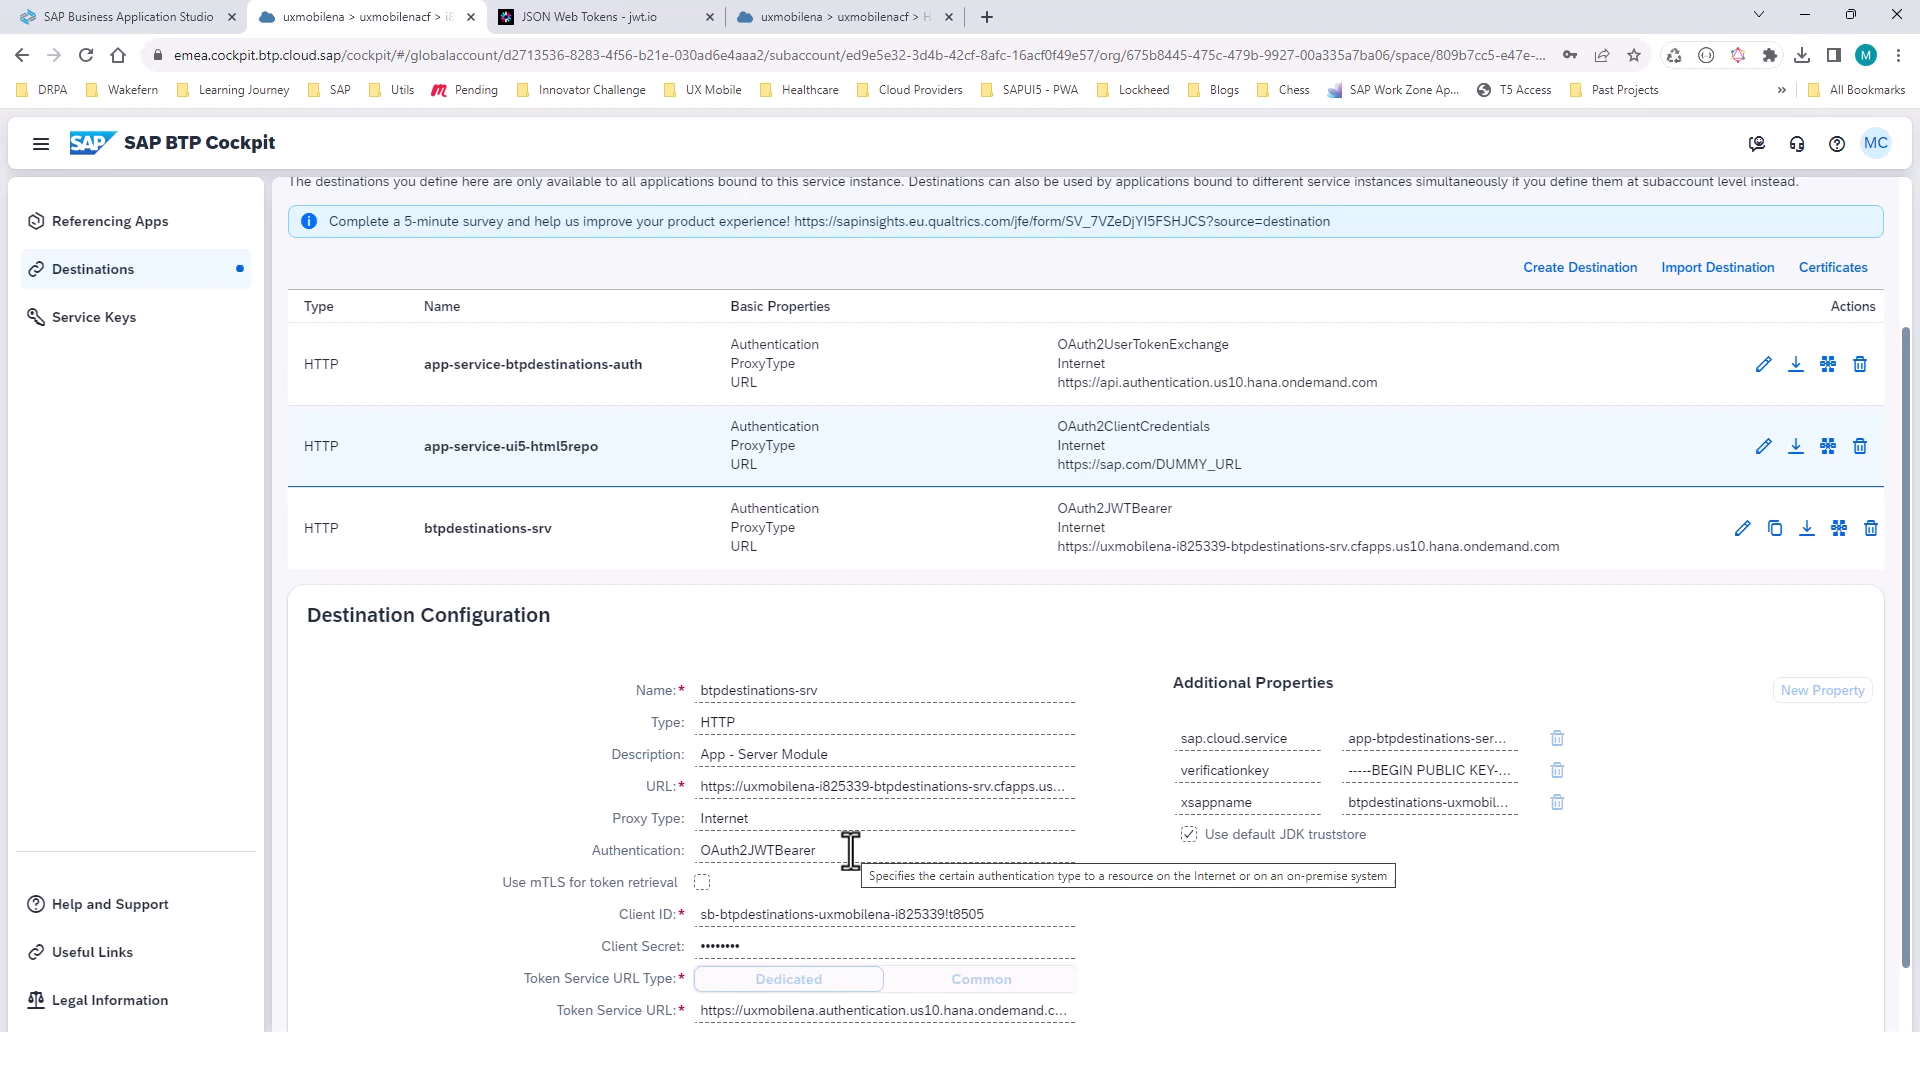 SAP Business Application Studio
uxmobilena > uxmobilenacf > i8
JSON Web Tokens - jwt.io
uxmobilena > uxmobilenacf > H
emea.cockpit.btp.cloud.sap/cockpit/#/globalaccount/d2713536-8283-4f56-b21e-030ad6e4aaa2/subaccount/ed9e5e32-3d4b-42cf-8afc-16acf0f49e57/org/675b8445-475c-479b-9927-00a335a7ba06/space/809b7cc5-e47e-...
M
DRPA
Wakefern
Learning Journey
SAP
Utils
Pending
Innovator Challenge
UX Mobile
Healthcare
Cloud Providers
SAPUI5 - PWA
Lockheed
Blogs
Chess
SAP Work Zone Ap...
T5 Access
Past Projects
»
All Bookmarks
SAP
SAP BTP Cockpit
MC
Referencing Apps
Destinations
Service Keys
Help and Support
Useful Links
Legal Information
The destinations you define here are only available to all applications bound to this service instance. Destinations can also be used by applications bound to different service instances simultaneously if you define them at subaccount level instead.
Complete a 5-minute survey and help us improve your product experience! https://sapinsights.eu.qualtrics.com/jfe/form/SV_7VZeDjYI5FSHJCS?source=destination
Create Destination
Import Destination
Certificates
Type Name Basic Properties Actions
HTTP app-service-btpdestinations-auth
Authentication OAuth2UserTokenExchange
ProxyType Internet
URL https://api.authentication.us10.hana.ondemand.com
HTTP app-service-ui5-html5repo
Authentication OAuth2ClientCredentials
ProxyType Internet
URL https://sap.com/DUMMY_URL
HTTP btpdestinations-srv
Authentication OAuth2JWTBearer
ProxyType Internet
URL https://uxmobilena-i825339-btpdestinations-srv.cfapps.us10.hana.ondemand.com
Destination Configuration
Name:* btpdestinations-srv
Type: HTTP
Description: App - Server Module
URL:* https://uxmobilena-i825339-btpdestinations-srv.cfapps.us...
Proxy Type: Internet
Authentication: OAuth2JWTBearer
Specifies the certain authentication type to a resource on the Internet or on an on-premise system
Use mTLS for token retrieval
Client ID:* sb-btpdestinations-uxmobilena-i825339!t8505
Client Secret: ••••••••
Token Service URL Type:* Dedicated Common
Token Service URL:* https://uxmobilena.authentication.us10.hana.ondemand.c...
Additional Properties
New Property
sap.cloud.service app-btpdestinations-ser...
verificationkey -----BEGIN PUBLIC KEY-...
xsappname btpdestinations-uxmobil...
Use default JDK truststore